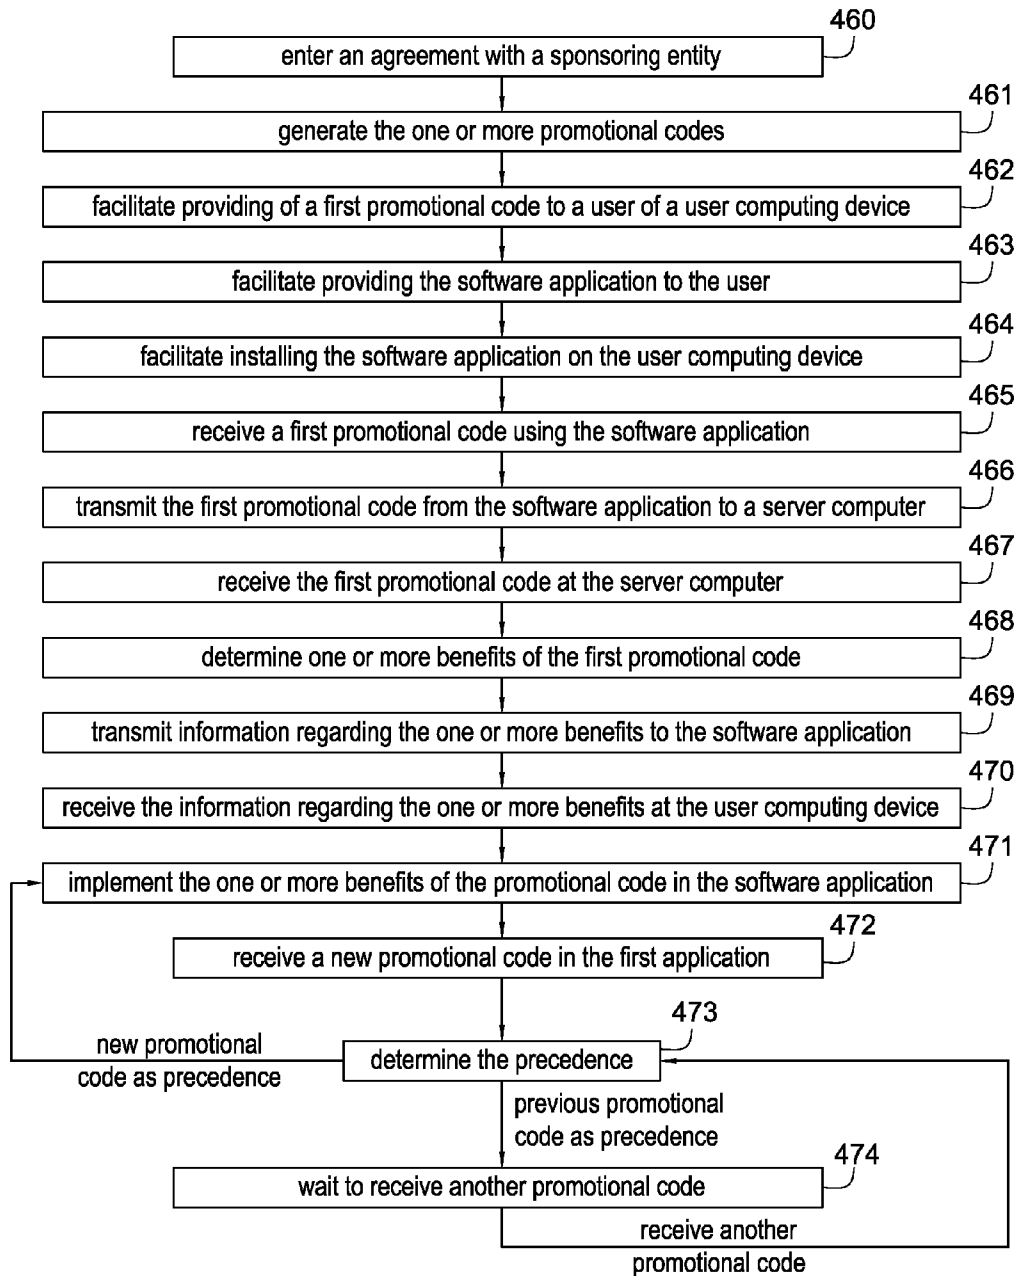 460
enter an agreement with a sponsoring entity
461
generate the one or more promotional codes
462
facilitate providing of a first promotional code to a user of a user computing device
463
facilitate providing the software application to the user
464
facilitate installing the software application on the user computing device
465
receive a first promotional code using the software application
466
transmit the first promotional code from the software application to a server computer
467
receive the first promotional code at the server computer
468
determine one or more benefits of the first promotional code
469
transmit information regarding the one or more benefits to the software application
470
receive the information regarding the one or more benefits at the user computing device
471
implement the one or more benefits of the promotional code in the software application
472
receive a new promotional code in the first application
473
determine the precedence
new promotional
code as precedence
previous promotional
code as precedence
474
wait to receive another promotional code
receive another
promotional code